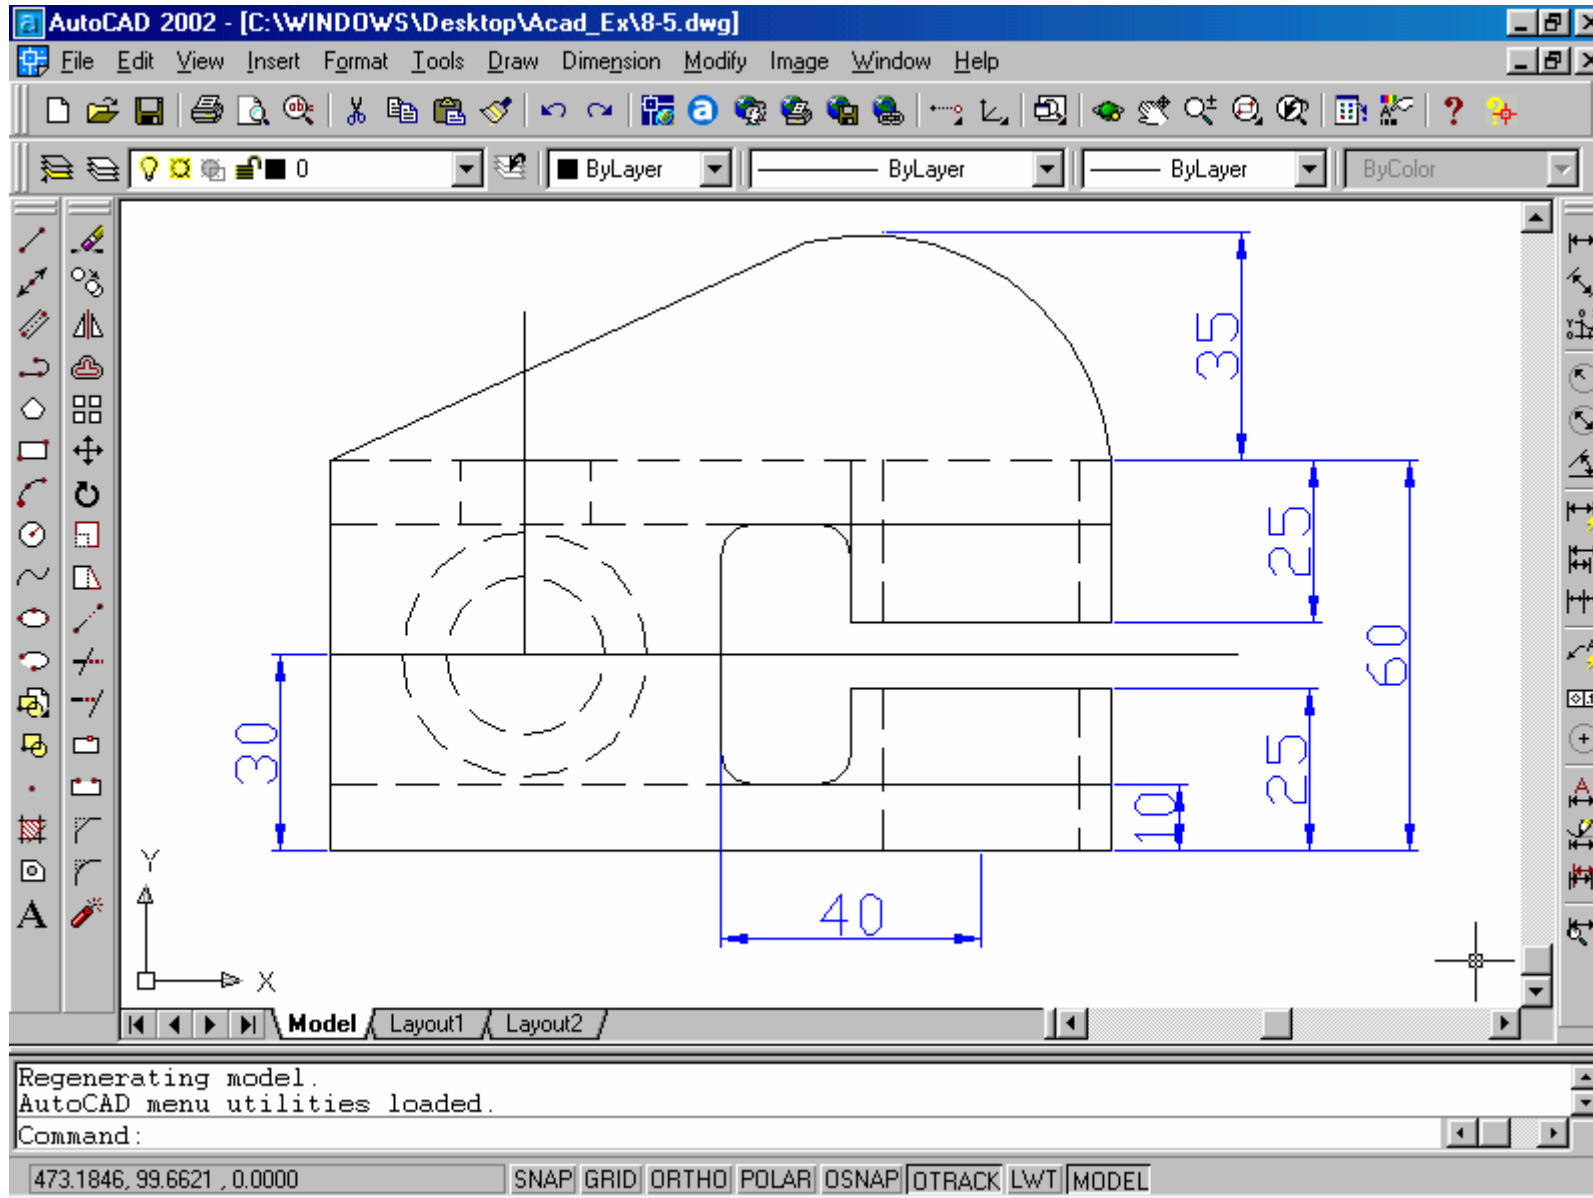 AutoCAD 2002 - [C:\WINDOWS\Desktop\Acad_Ex\8-5.dwg]
File Edit View Insert Format Tools Draw Dimension Modify Image Window Help
0 ByLayer ByLayer ByLayer ByColor
35
25
60
30
25
10
40
Y
X
A
Model Layout1 Layout2
Regenerating model.
AutoCAD menu utilities loaded.
Command:
473.1846, 99.6621 , 0.0000 SNAP GRID ORTHO POLAR OSNAP OTRACK LWT MODEL